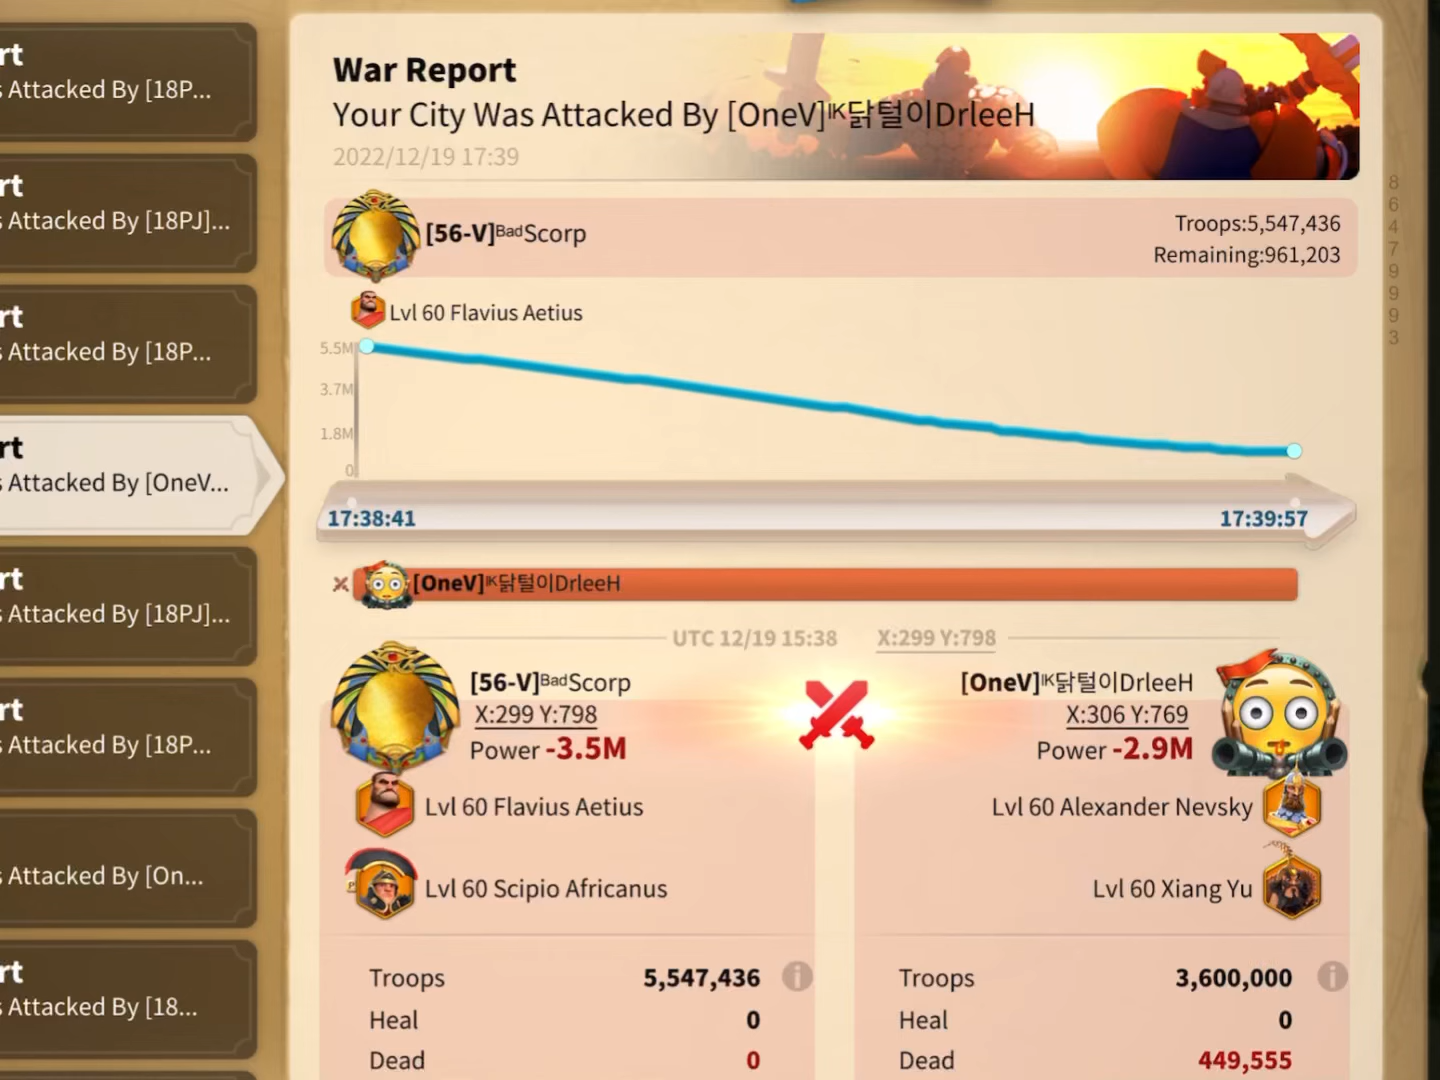 rt
s Attacked By [18P...
rt
s Attacked By [18PJ]...
rt
s Attacked By [18P...
rt
s Attacked By [OneV...
rt
s Attacked By [18PJ]...
rt
s Attacked By [18P...
s Attacked By [On...
rt
s Attacked By [18...
War Report
Your City Was Attacked By [OneV]ᴵᴷ닭털이DrleeH
2022/12/19 17:39
[56-V]ᴮᵃᵈScorp
Troops:5,547,436
Remaining:961,203
Lvl 60 Flavius Aetius
5.5M
3.7M
1.8M
0
17:38:41
17:39:57
[OneV]ᴵᴷ닭털이DrleeH
UTC 12/19 15:38 X:299 Y:798
[56-V]ᴮᵃᵈScorp
X:299 Y:798
Power -3.5M
Lvl 60 Flavius Aetius
Lvl 60 Scipio Africanus
Troops 5,547,436
Heal 0
Dead 0
[OneV]ᴵᴷ닭털이DrleeH
X:306 Y:769
Power -2.9M
Lvl 60 Alexander Nevsky
Lvl 60 Xiang Yu
Troops 3,600,000
Heal 0
Dead 449,555
8
6
4
7
9
9
9
3